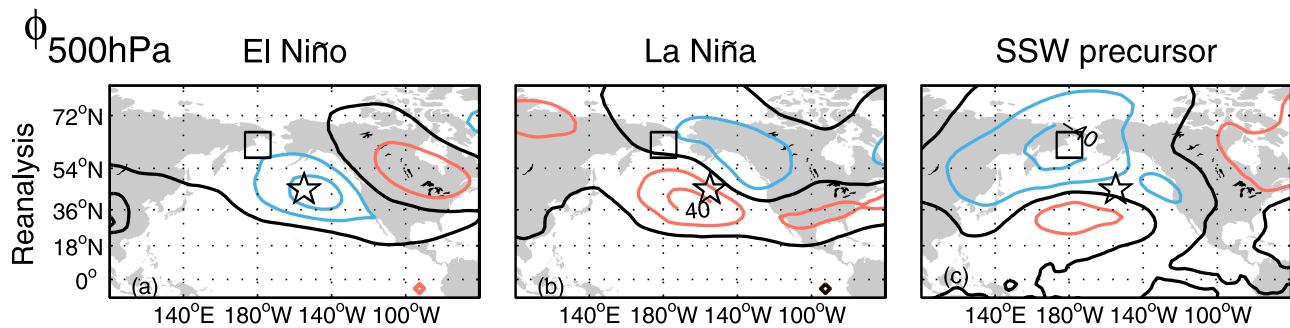 ϕ500hPa El Niño La Niña SSW precursor
Reanalysis
72°N
54°N
36°N
18°N
0°
(a) (b) (c)
40
140°E 180°W 140°W 100°W 140°E 180°W 140°W 100°W 140°E 180°W 140°W 100°W